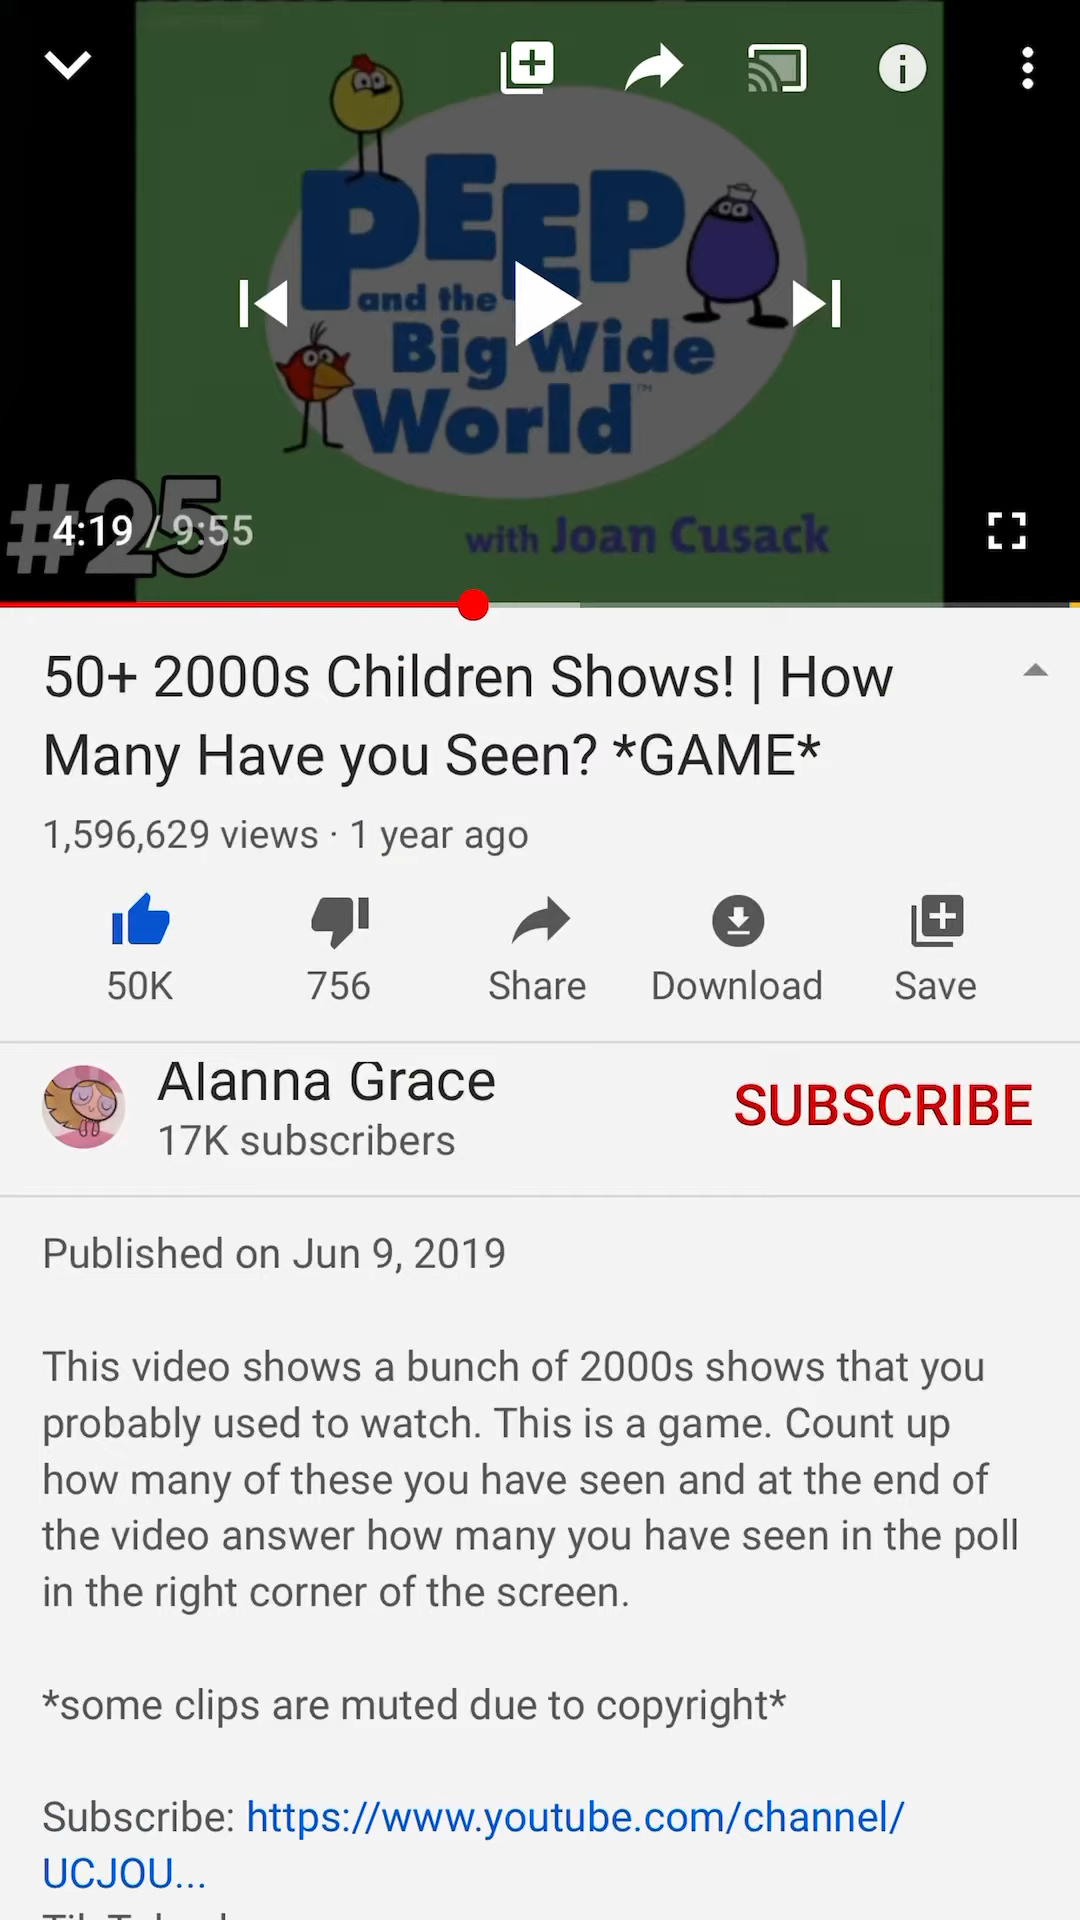 PEEP
and the
Big Wide
World™
#25
4:19 / 9:55
with Joan Cusack
50+ 2000s Children Shows! | How
Many Have you Seen? *GAME*
1,596,629 views · 1 year ago
50K
756
Share
Download
Save
Alanna Grace
17K subscribers
SUBSCRIBE
Published on Jun 9, 2019
This video shows a bunch of 2000s shows that you
probably used to watch. This is a game. Count up
how many of these you have seen and at the end of
the video answer how many you have seen in the poll
in the right corner of the screen.
*some clips are muted due to copyright*
Subscribe: https://www.youtube.com/channel/
UCJOU...